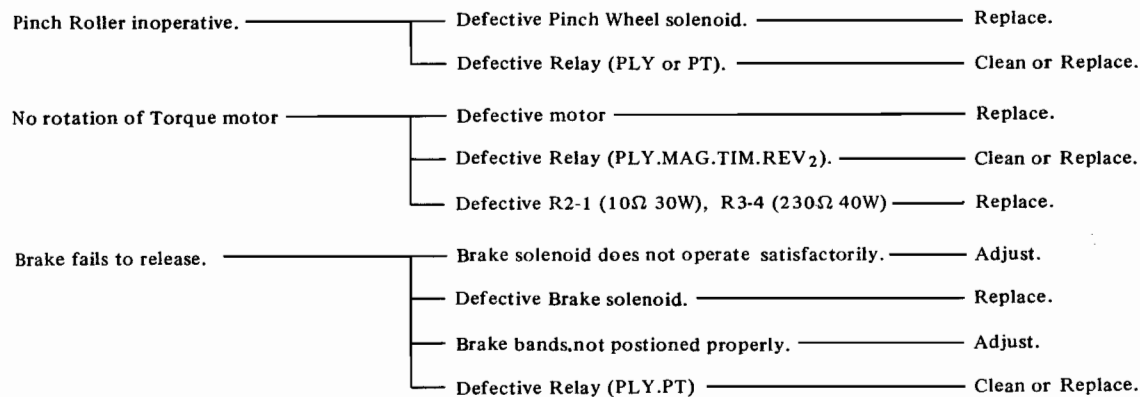 Pinch Roller inoperative. Defective Pinch Wheel solenoid. Replace.
Defective Relay (PLY or PT). Clean or Replace.
No rotation of Torque motor Defective motor Replace.
Defective Relay (PLY.MAG.TIM.REV₂). Clean or Replace.
Defective R2-1 (10Ω 30W), R3-4 (230Ω 40W) Replace.
Brake fails to release. Brake solenoid does not operate satisfactorily. Adjust.
Defective Brake solenoid. Replace.
Brake bands.not postioned properly. Adjust.
Defective Relay (PLY.PT) Clean or Replace.